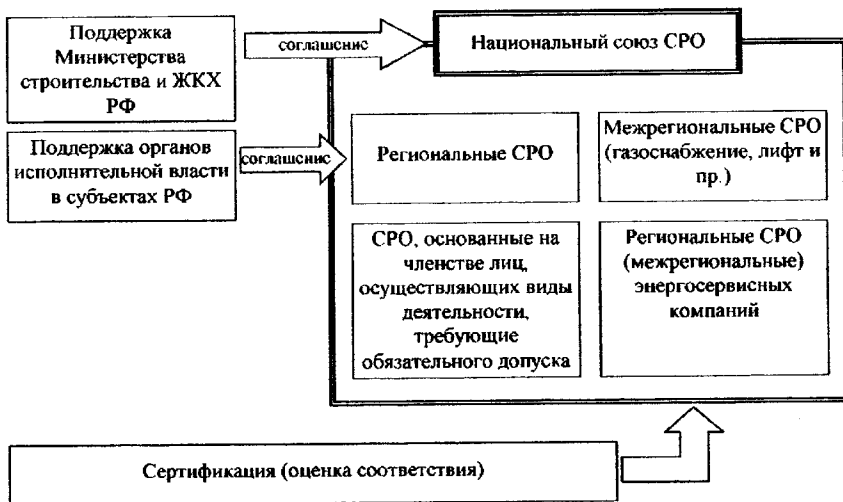 Поддержка
Министерства
строительства и ЖКХ
РФ
соглашение
Национальный союз СРО
Поддержка органов
исполнительной власти
в субъектах РФ
соглашение
Региональные СРО
Межрегиональные СРО
(газоснабжение, лифт и
пр.)
СРО, основанные на
членстве лиц,
осуществляющих виды
деятельности,
требующие
обязательного допуска
Региональные СРО
(межрегиональные)
энергосервисных
компаний
Сертификация (оценка соответствия)